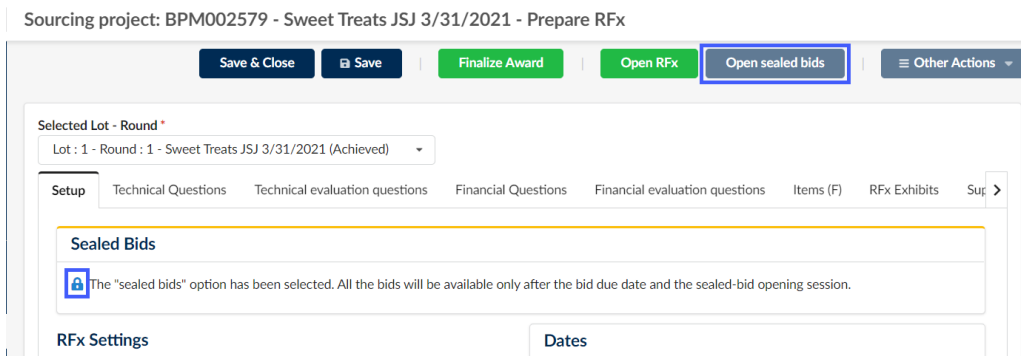 Sourcing project: BPM002579 - Sweet Treats JSJ 3/31/2021 - Prepare RFx
Save & Close Save Finalize Award Open RFx Open sealed bids Other Actions
Selected Lot - Round *
Lot : 1 - Round : 1 - Sweet Treats JSJ 3/31/2021 (Achieved)
Setup Technical Questions Technical evaluation questions Financial Questions Financial evaluation questions Items (F) RFx Exhibits
Sealed Bids
The "sealed bids" option has been selected. All the bids will be available only after the bid due date and the sealed-bid opening session.
RFx Settings Dates